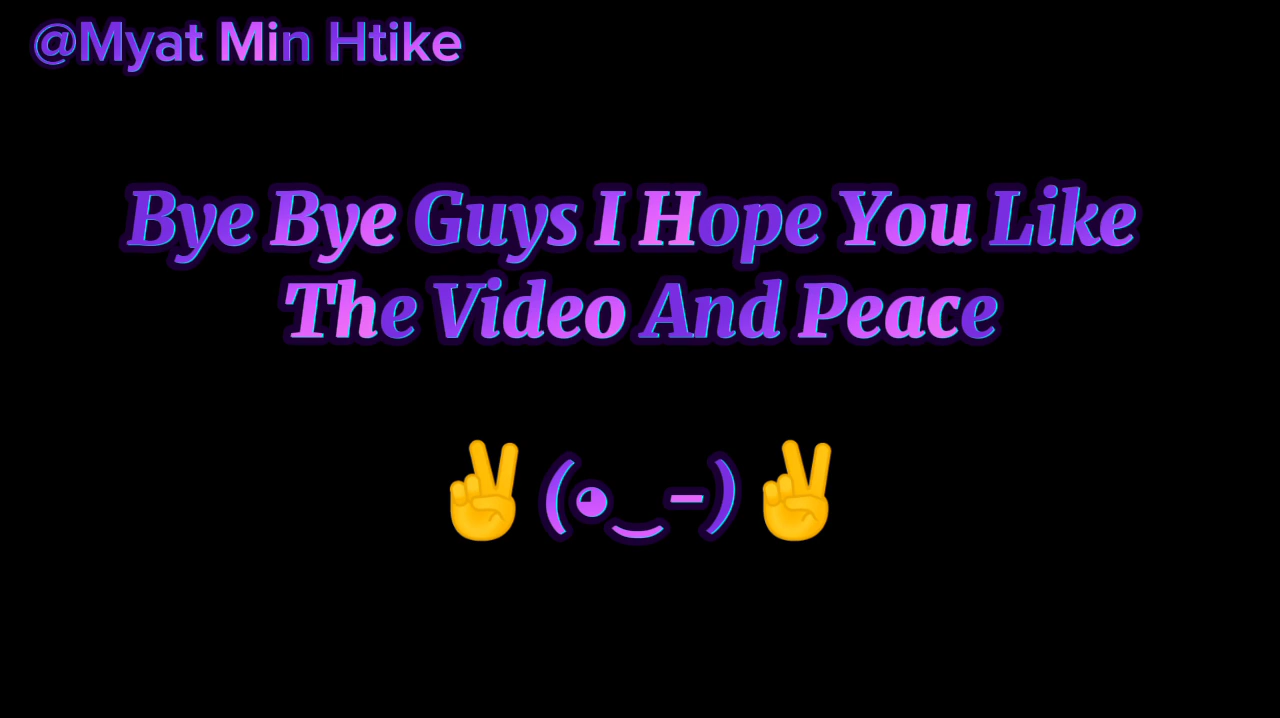 @Myat Min Htike
Bye Bye Guys I Hope You Like
The Video And Peace
✌(◕‿-)✌